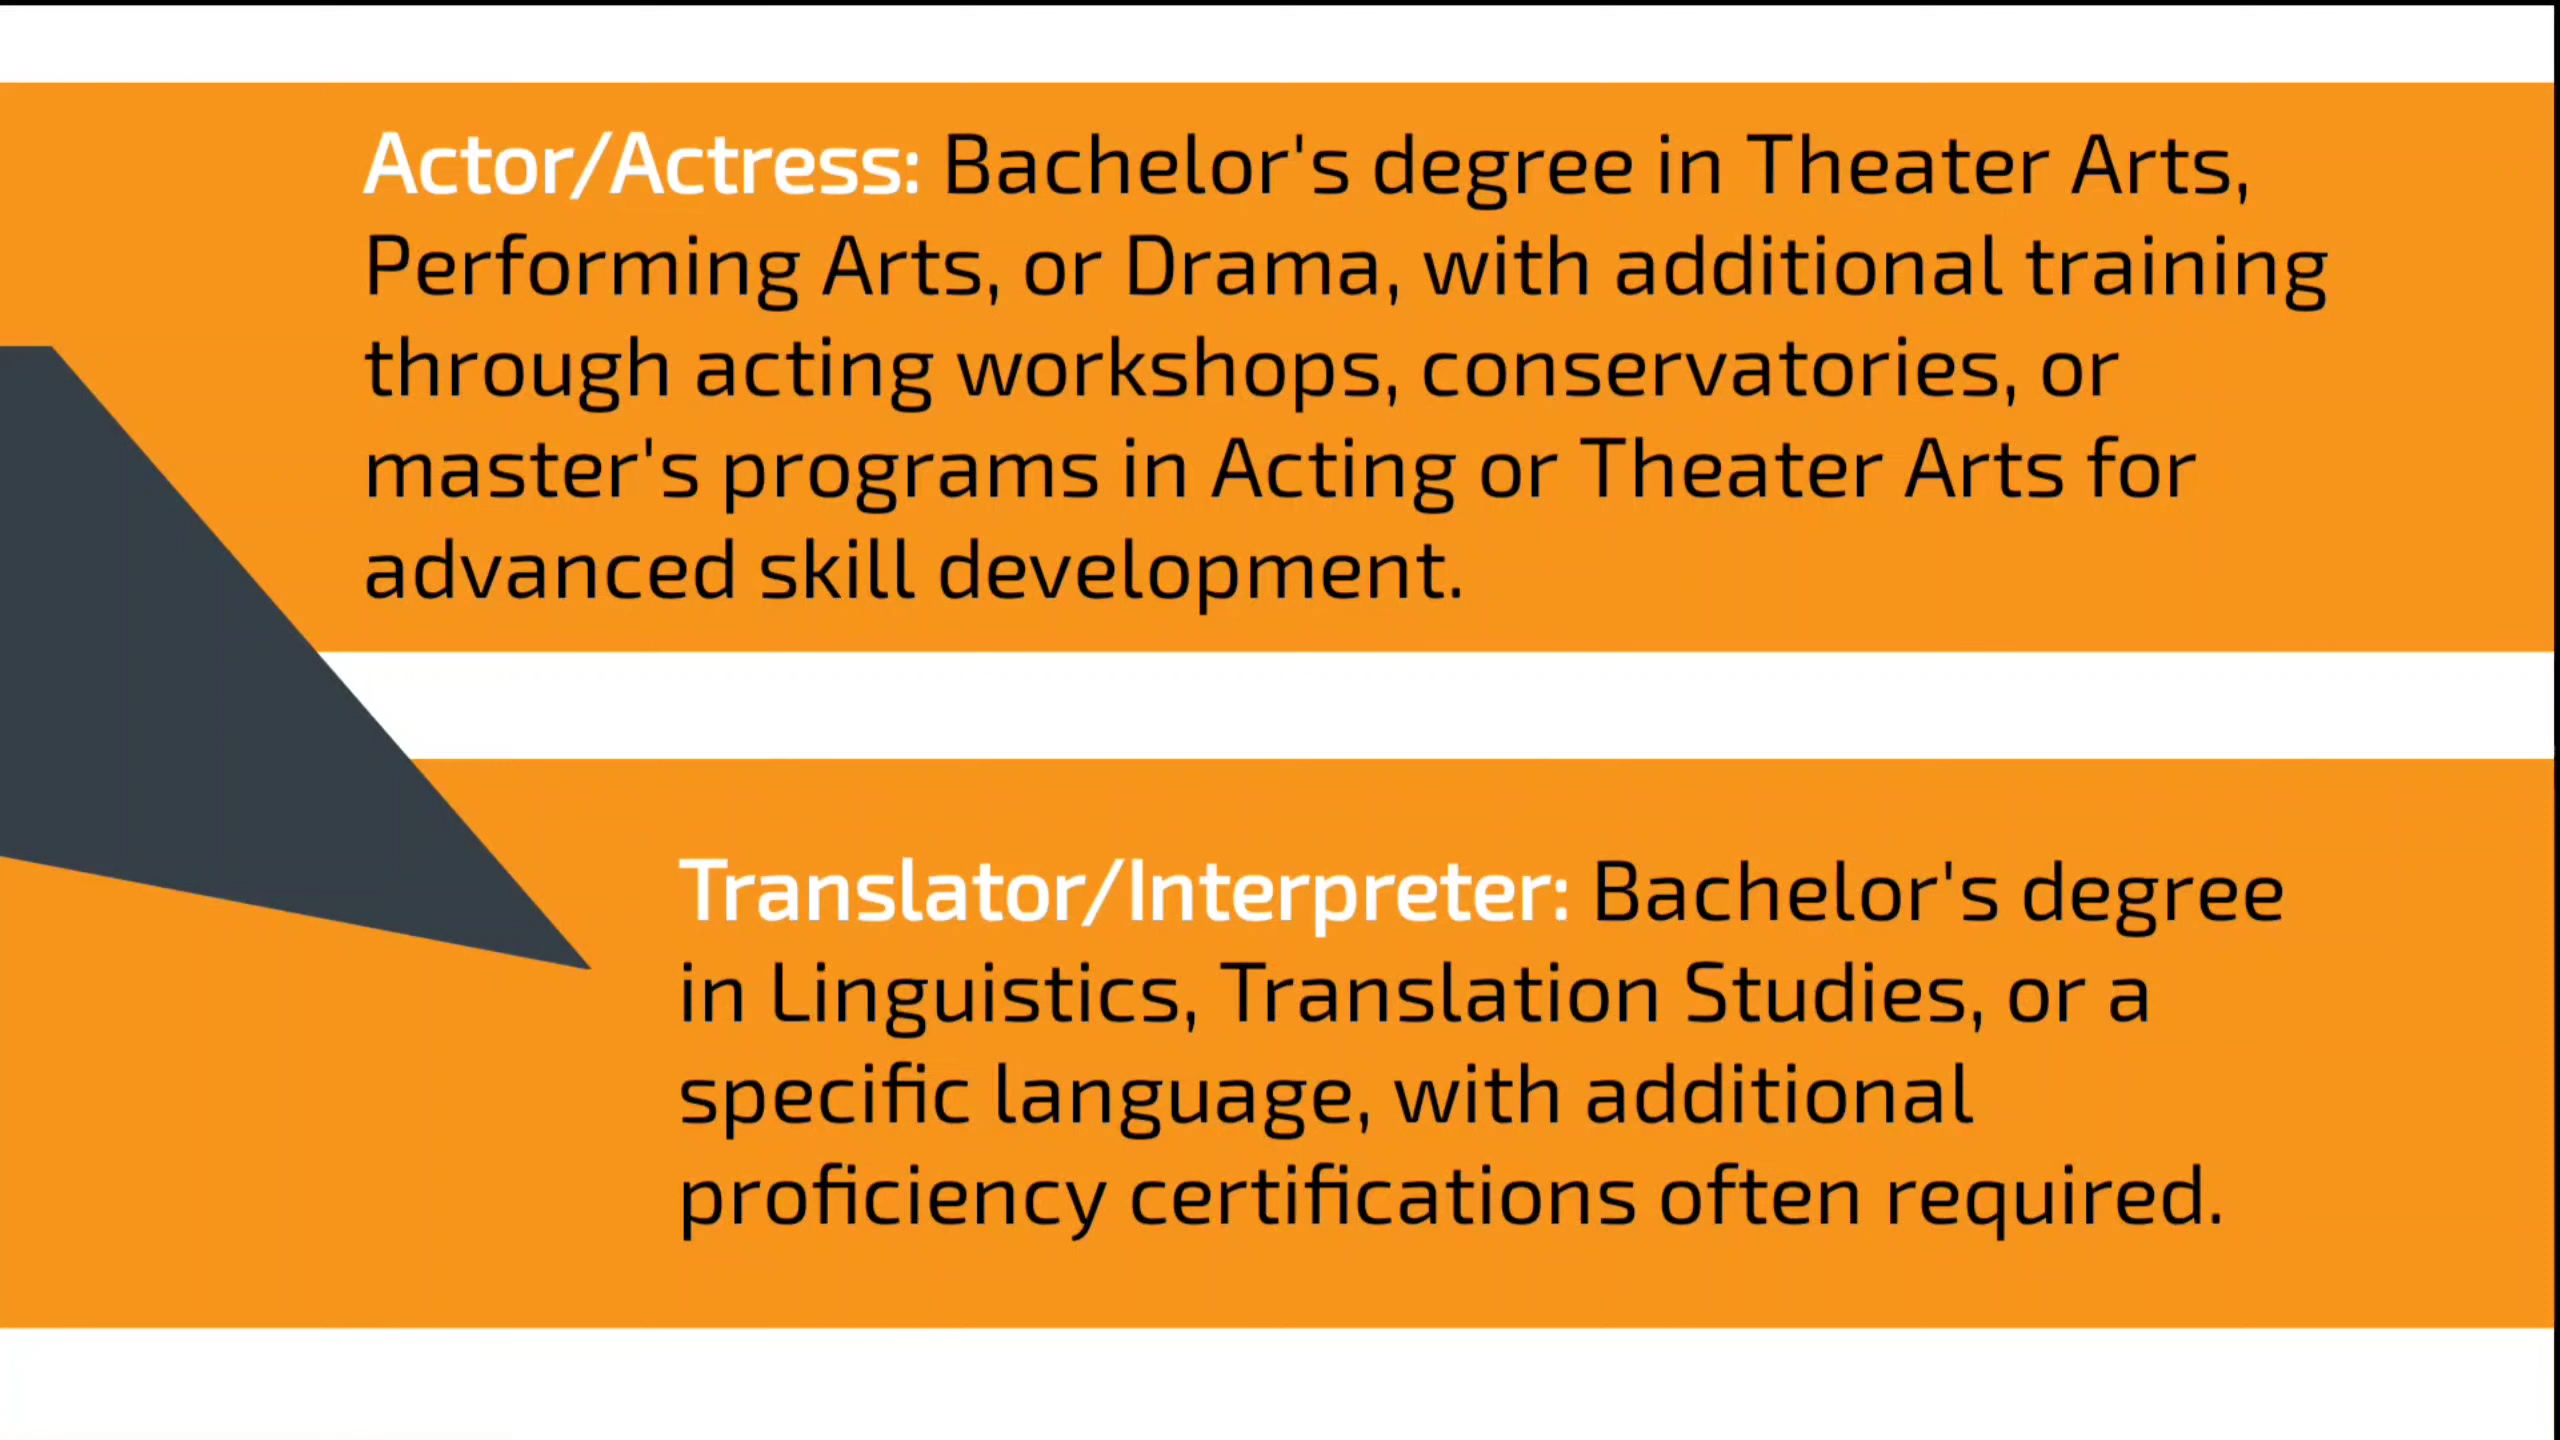 Actor/Actress: Bachelor's degree in Theater Arts,
Performing Arts, or Drama, with additional training
through acting workshops, conservatories, or
master's programs in Acting or Theater Arts for
advanced skill development.
Translator/Interpreter: Bachelor's degree
in Linguistics, Translation Studies, or a
specific language, with additional
proficiency certifications often required.